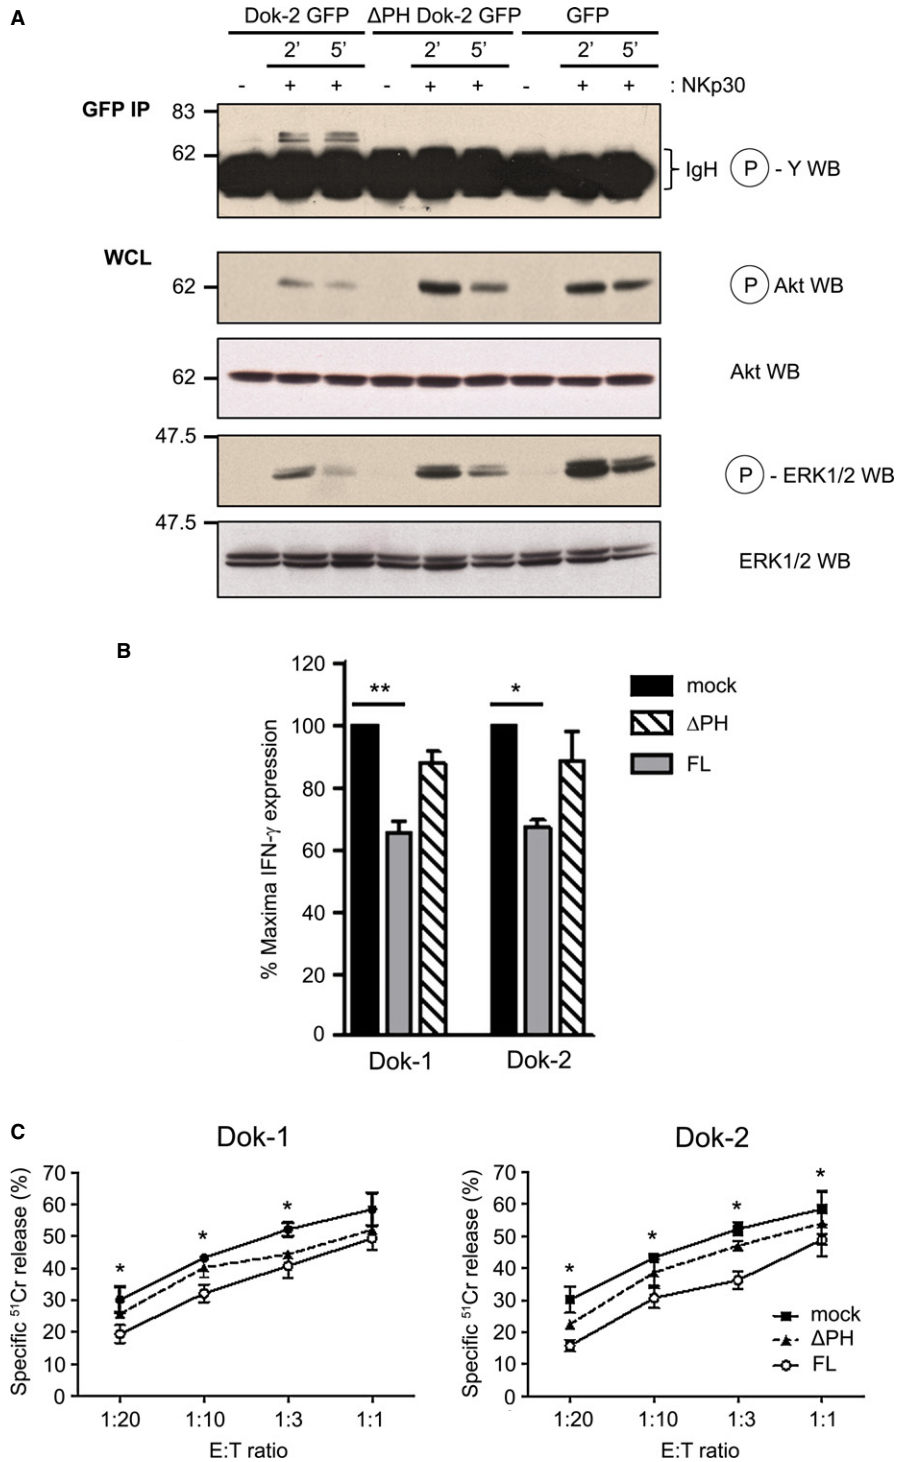 A
Dok-2 GFP ΔPH Dok-2 GFP GFP
2’ 5’ 2’ 5’ 2’ 5’
- + + - + + - + + : NKp30
GFP IP
83
62
IgH P - Y WB
WCL
62 P Akt WB
62 Akt WB
47.5
P - ERK1/2 WB
47.5
ERK1/2 WB
B
% Maxima IFN-γ expression
120
100
80
60
40
20
0
** *
Dok-1 Dok-2
mock
ΔPH
FL
C
Dok-1
Specific ⁵¹Cr release (%)
70
60
50
40
30
20
10
0
* * *
1:20 1:10 1:3 1:1
E:T ratio
Dok-2
Specific ⁵¹Cr release (%)
70
60
50
40
30
20
10
0
* * * *
mock
ΔPH
FL
1:20 1:10 1:3 1:1
E:T ratio